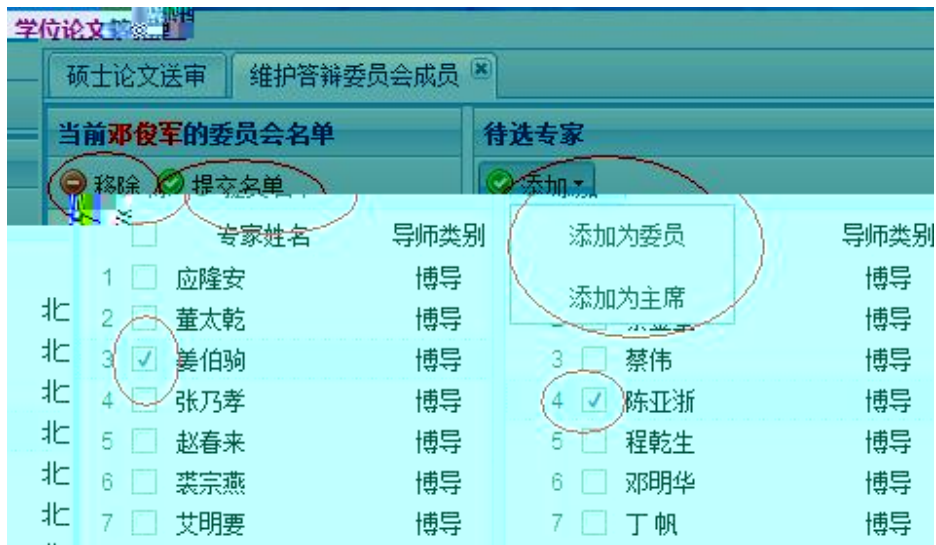 学位论文
硕士论文送审 维护答辩委员会成员
当前邓俊军的委员会名单 待选专家
移除 提交名单 添加
专家姓名 导师类别 添加为委员 导师类别
1 应隆安 博导 博导
添加为主席
北 2 董太乾 博导 博导
北 3 姜伯驹 博导 3 蔡伟 博导
北 4 张乃孝 博导 4 陈亚浙 博导
北 5 赵春来 博导 5 程乾生 博导
北 6 裘宗燕 博导 6 邓明华 博导
北 7 艾明要 博导 7 丁帆 博导